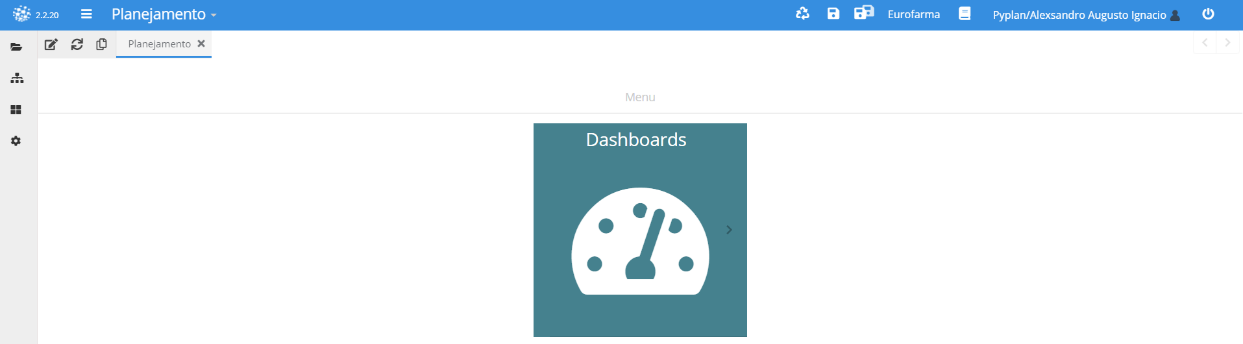 2.2.20 Planejamento Eurofarma Pyplan/Alexsandro Augusto Ignacio
Planejamento
Menu
Dashboards